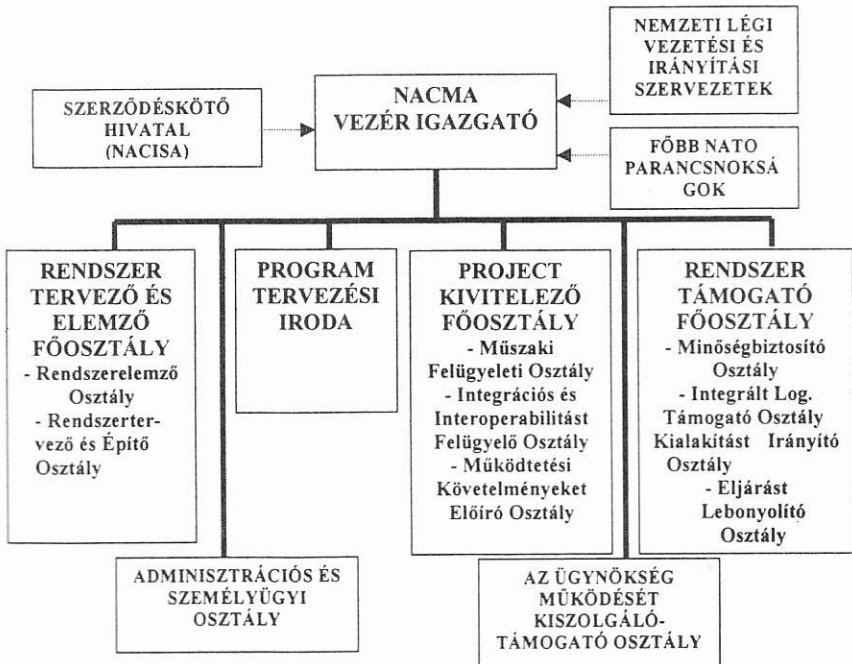 NEMZETI LÉGI
VEZETÉSI ÉS
IRÁNYÍTÁSI
SZERVEZETEK
NACMA
VEZÉR IGAZGATÓ
SZERZŐDÉSKÖTŐ
HIVATAL
(NACISA)
FŐBB NATO
PARANCSNOKSÁ
GOK
RENDSZER
TERVEZŐ ÉS
ELEMZŐ
FŐOSZTÁLY
- Rendszerelemző
Osztály
- Rendszerter-
vező és Építő
Osztály
PROGRAM
TERVEZÉSI
IRODA
PROJECT
KIVITELEZŐ
FŐOSZTÁLY
- Műszaki
Felügyeleti Osztály
- Integrációs és
Interoperabilitást
Felügyelő Osztály
- Működtetési
Követelményeket
Előíró Osztály
RENDSZER
TÁMOGATÓ
FŐOSZTÁLY
- Minőségbiztosító
Osztály
- Integrált Log.
Támogató Osztály
Kialakítást Irányító
Osztály
- Eljárást
Lebonyolító
Osztály
ADMINISZTRÁCIÓS ÉS
SZEMÉLYÜGYI
OSZTÁLY
AZ ÜGYNÖKSÉG
MŰKÖDÉSÉT
KISZOLGÁLÓ-
TÁMOGATÓ OSZTÁLY